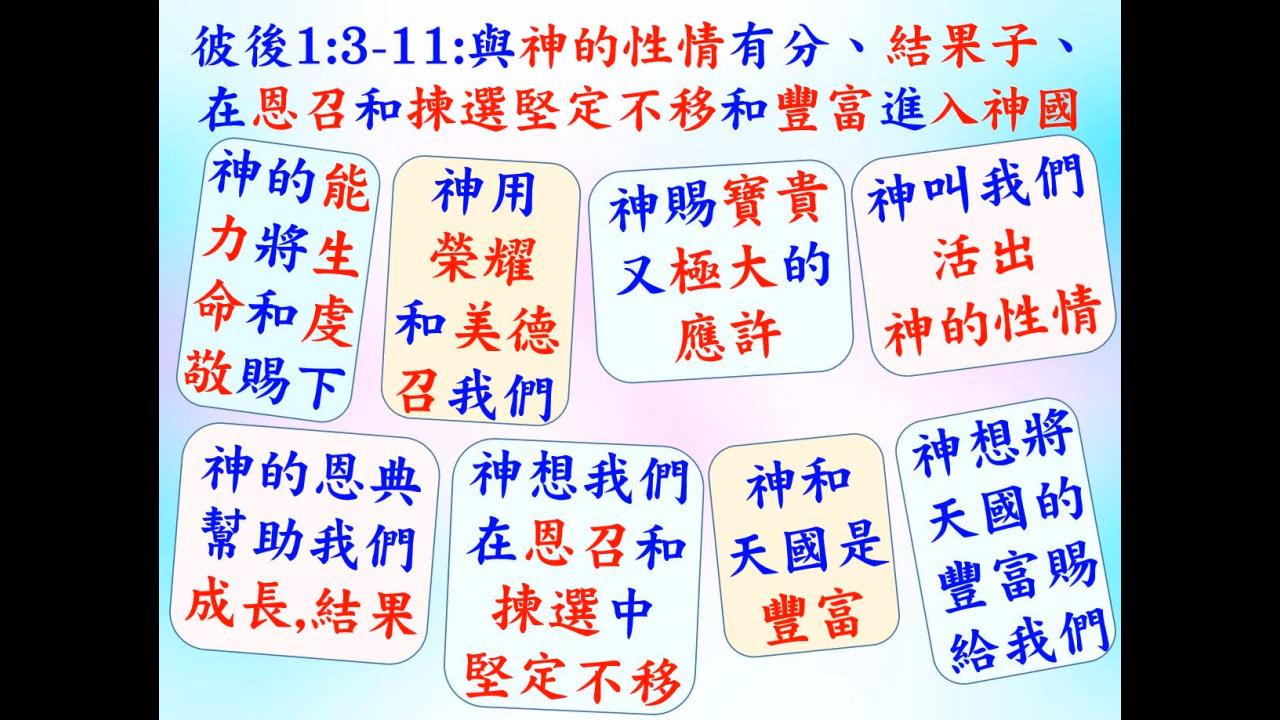 彼後1:3-11:與神的性情有分、結果子、
在恩召和揀選堅定不移和豐富進入神國
神的能
力將生
命和虔
敬賜下
神用
榮耀
和美德
召我們
神賜寶貴
又極大的
應許
神叫我們
活出
神的性情
神的恩典
幫助我們
成長,結果
神想我們
在恩召和
揀選中
堅定不移
神和
天國是
豐富
神想將
天國的
豐富賜
給我們